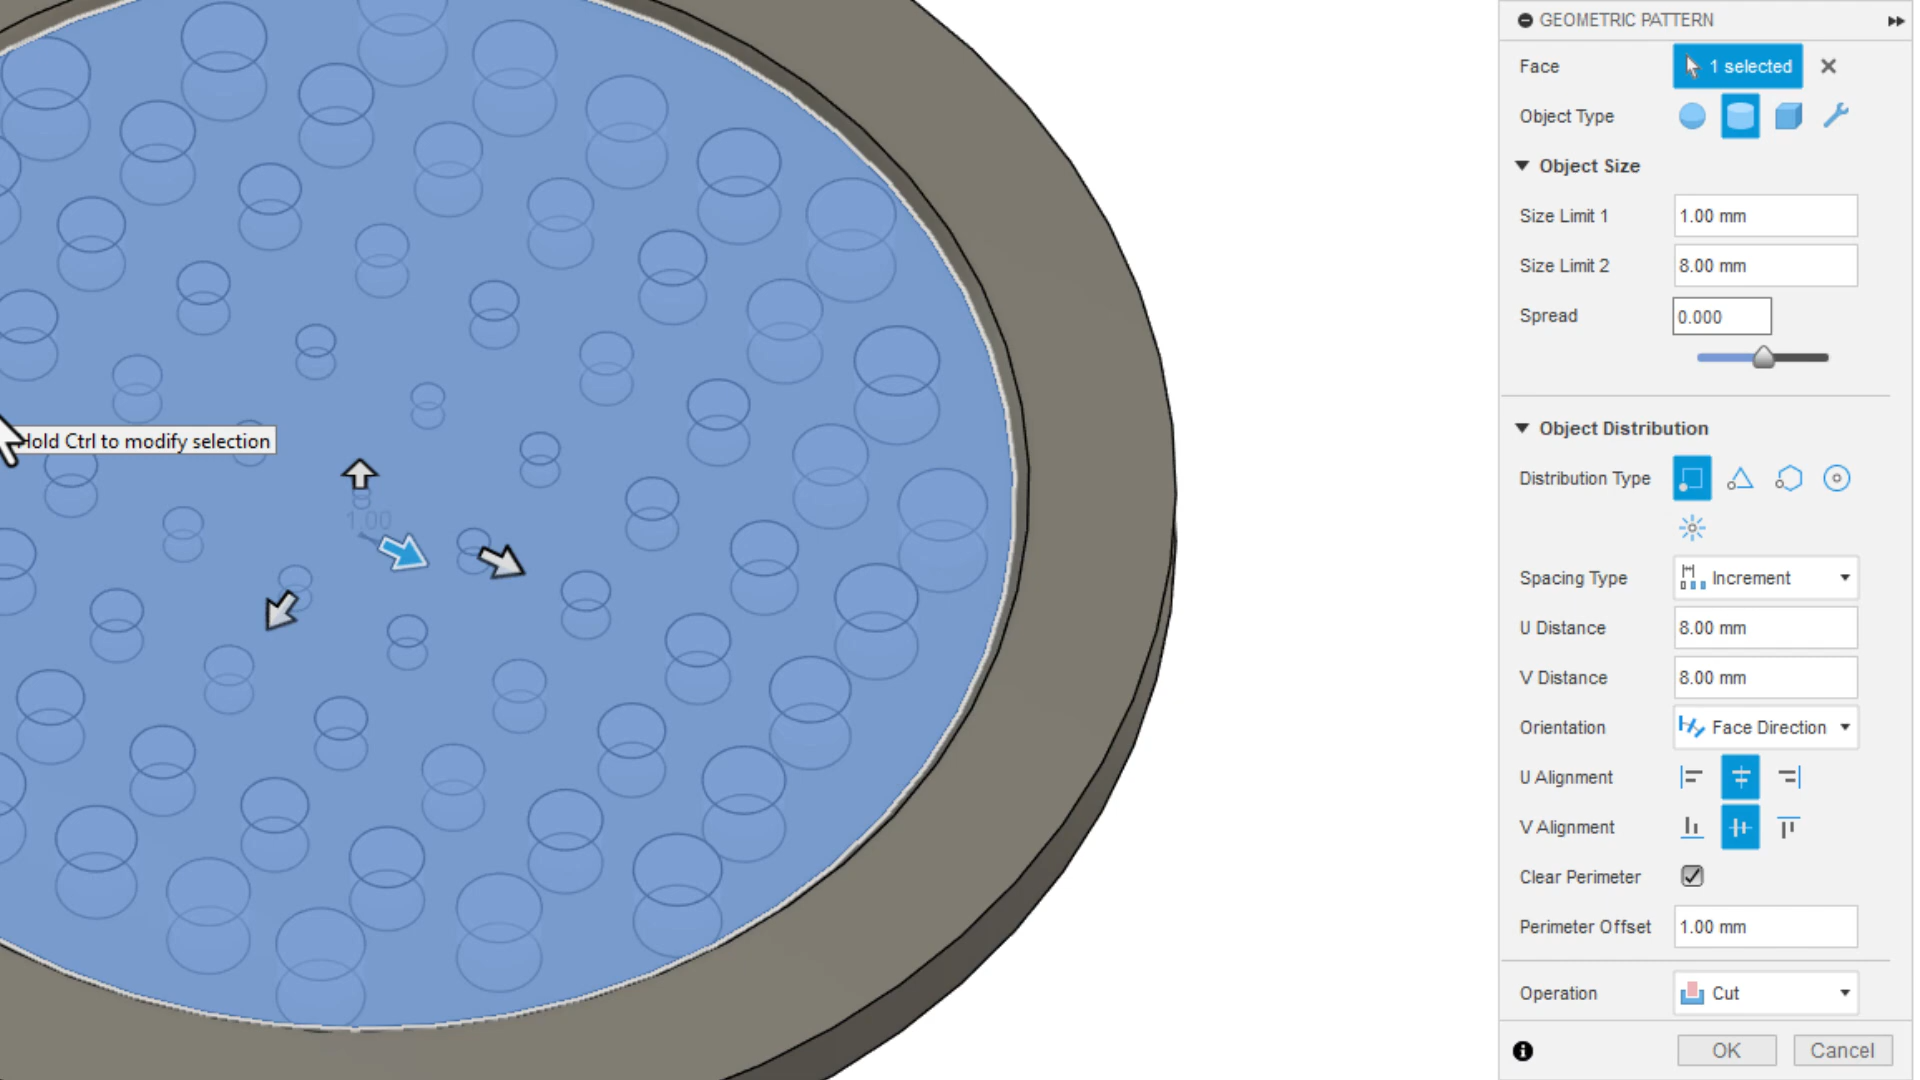 GEOMETRIC PATTERN
Face
1 selected
Object Type
Object Size
Size Limit 1
1.00 mm
Size Limit 2
8.00 mm
Spread
0.000
Object Distribution
Distribution Type
Spacing Type
Increment
U Distance
8.00 mm
V Distance
8.00 mm
Orientation
Face Direction
U Alignment
V Alignment
Clear Perimeter
Perimeter Offset
1.00 mm
Operation
Cut
OK
Cancel
Hold Ctrl to modify selection
1.00